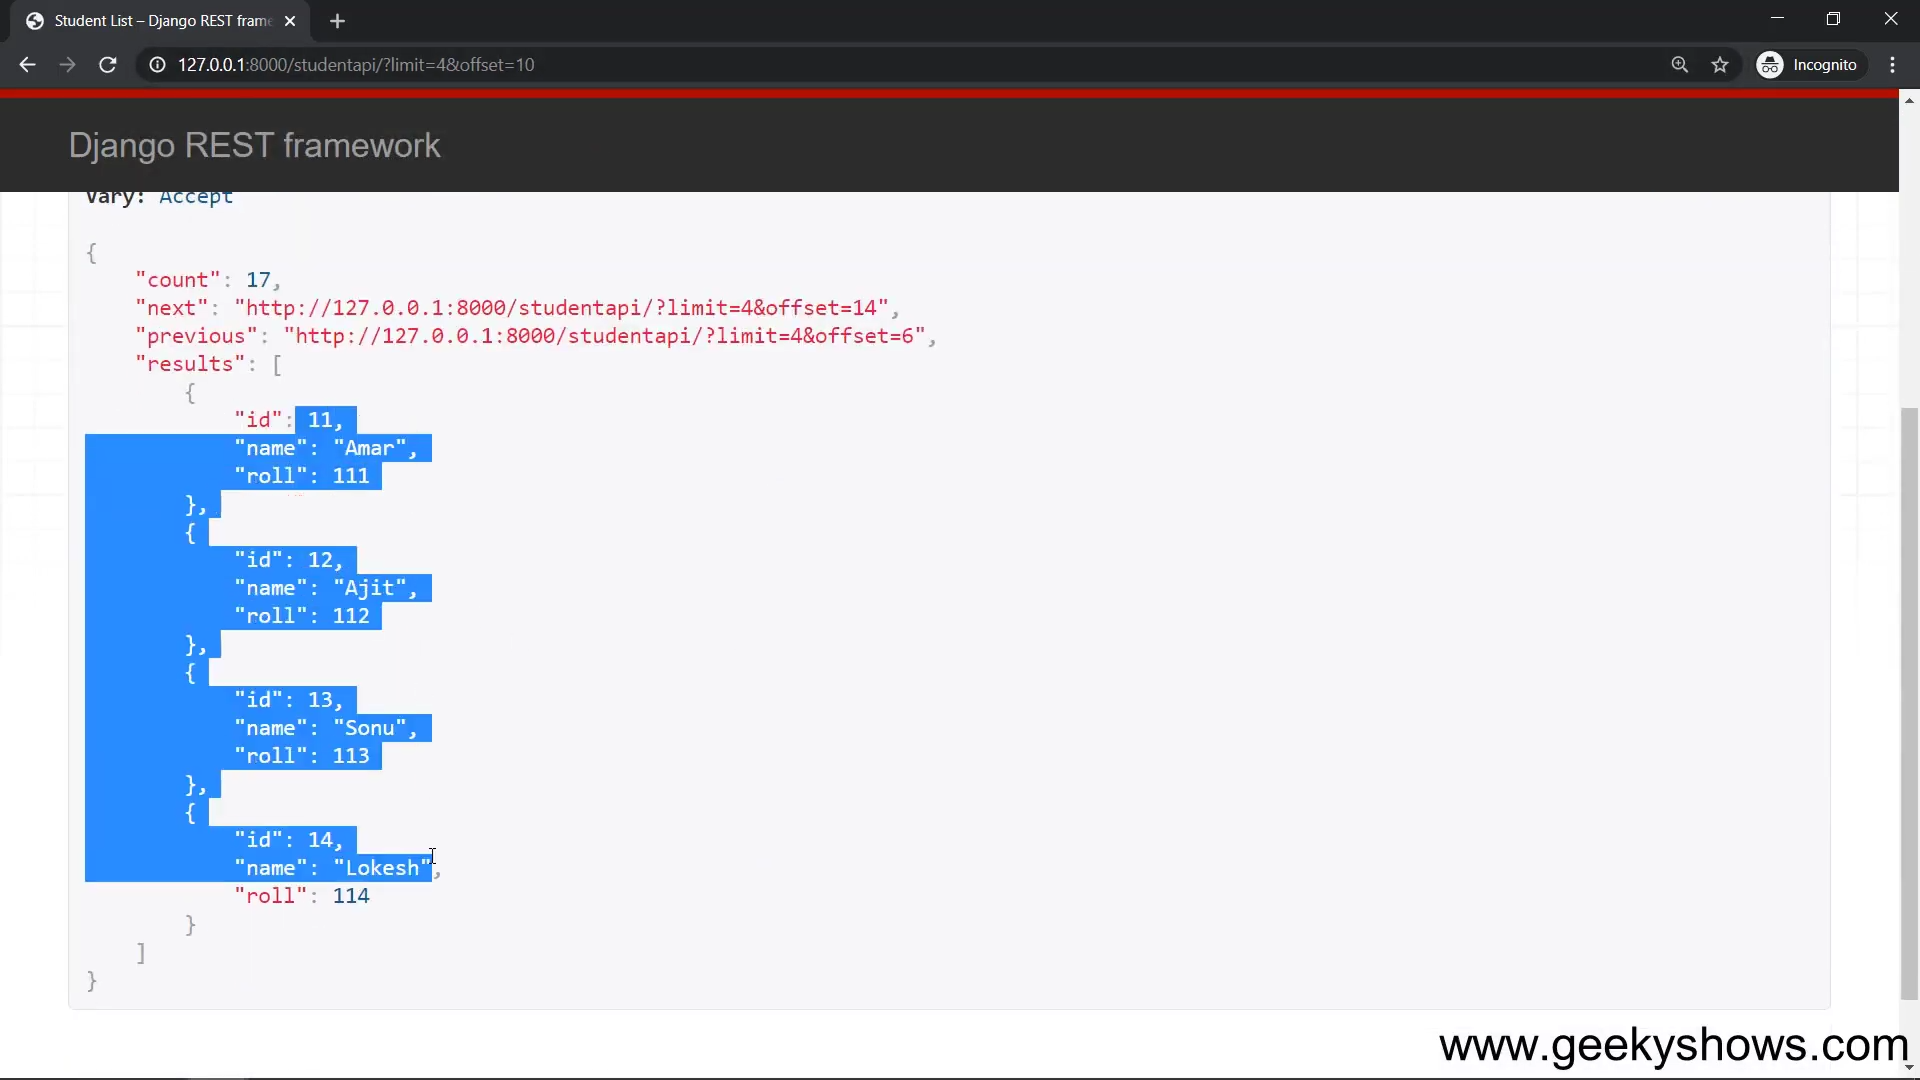 Student List – Django REST frame
127.0.0.1:8000/studentapi/?limit=4&offset=10
Incognito
Django REST framework
Vary: Accept
{
"count": 17,
"next": "http://127.0.0.1:8000/studentapi/?limit=4&offset=14",
"previous": "http://127.0.0.1:8000/studentapi/?limit=4&offset=6",
"results": [
{
"id": 11,
"name": "Amar",
"roll": 111
},
{
"id": 12,
"name": "Ajit",
"roll": 112
},
{
"id": 13,
"name": "Sonu",
"roll": 113
},
{
"id": 14,
"name": "Lokesh",
"roll": 114
}
]
}
www.geekyshows.com